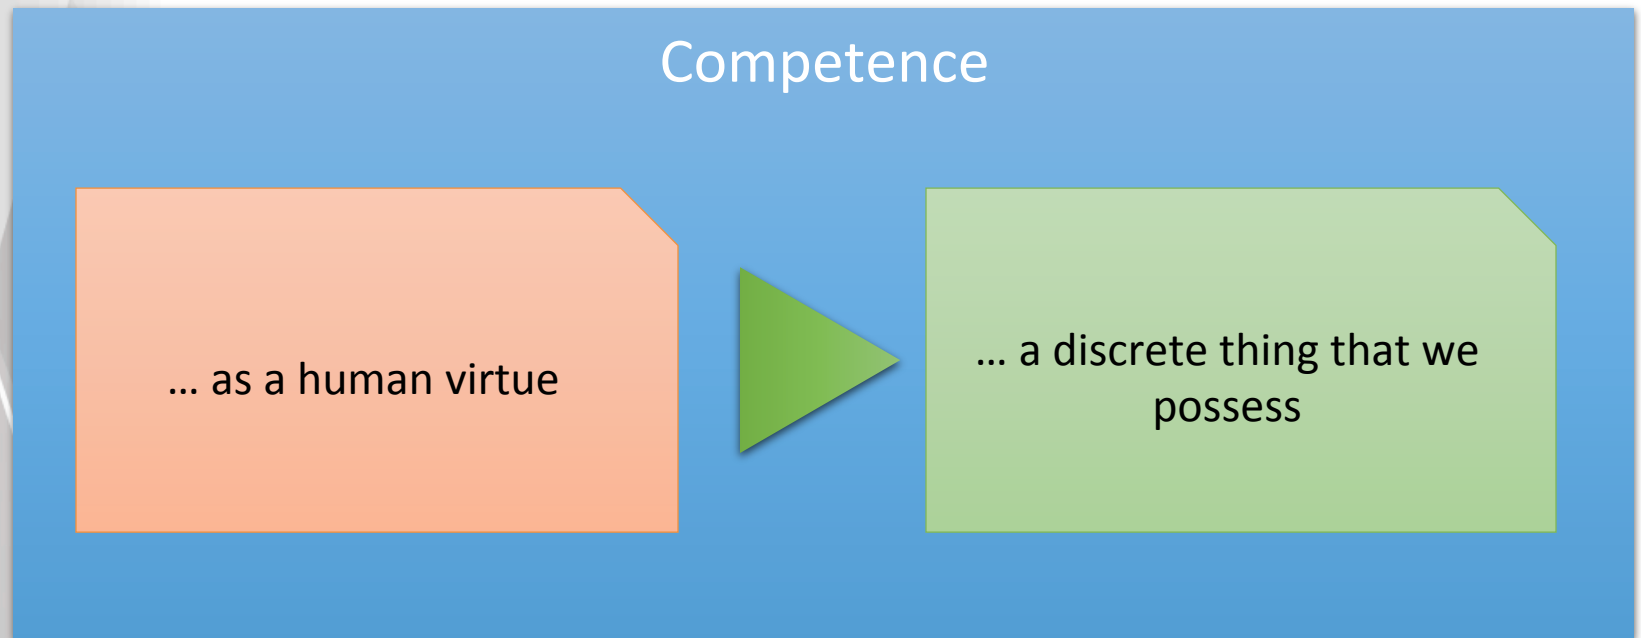 Competence
… as a human virtue
… a discrete thing that we
possess